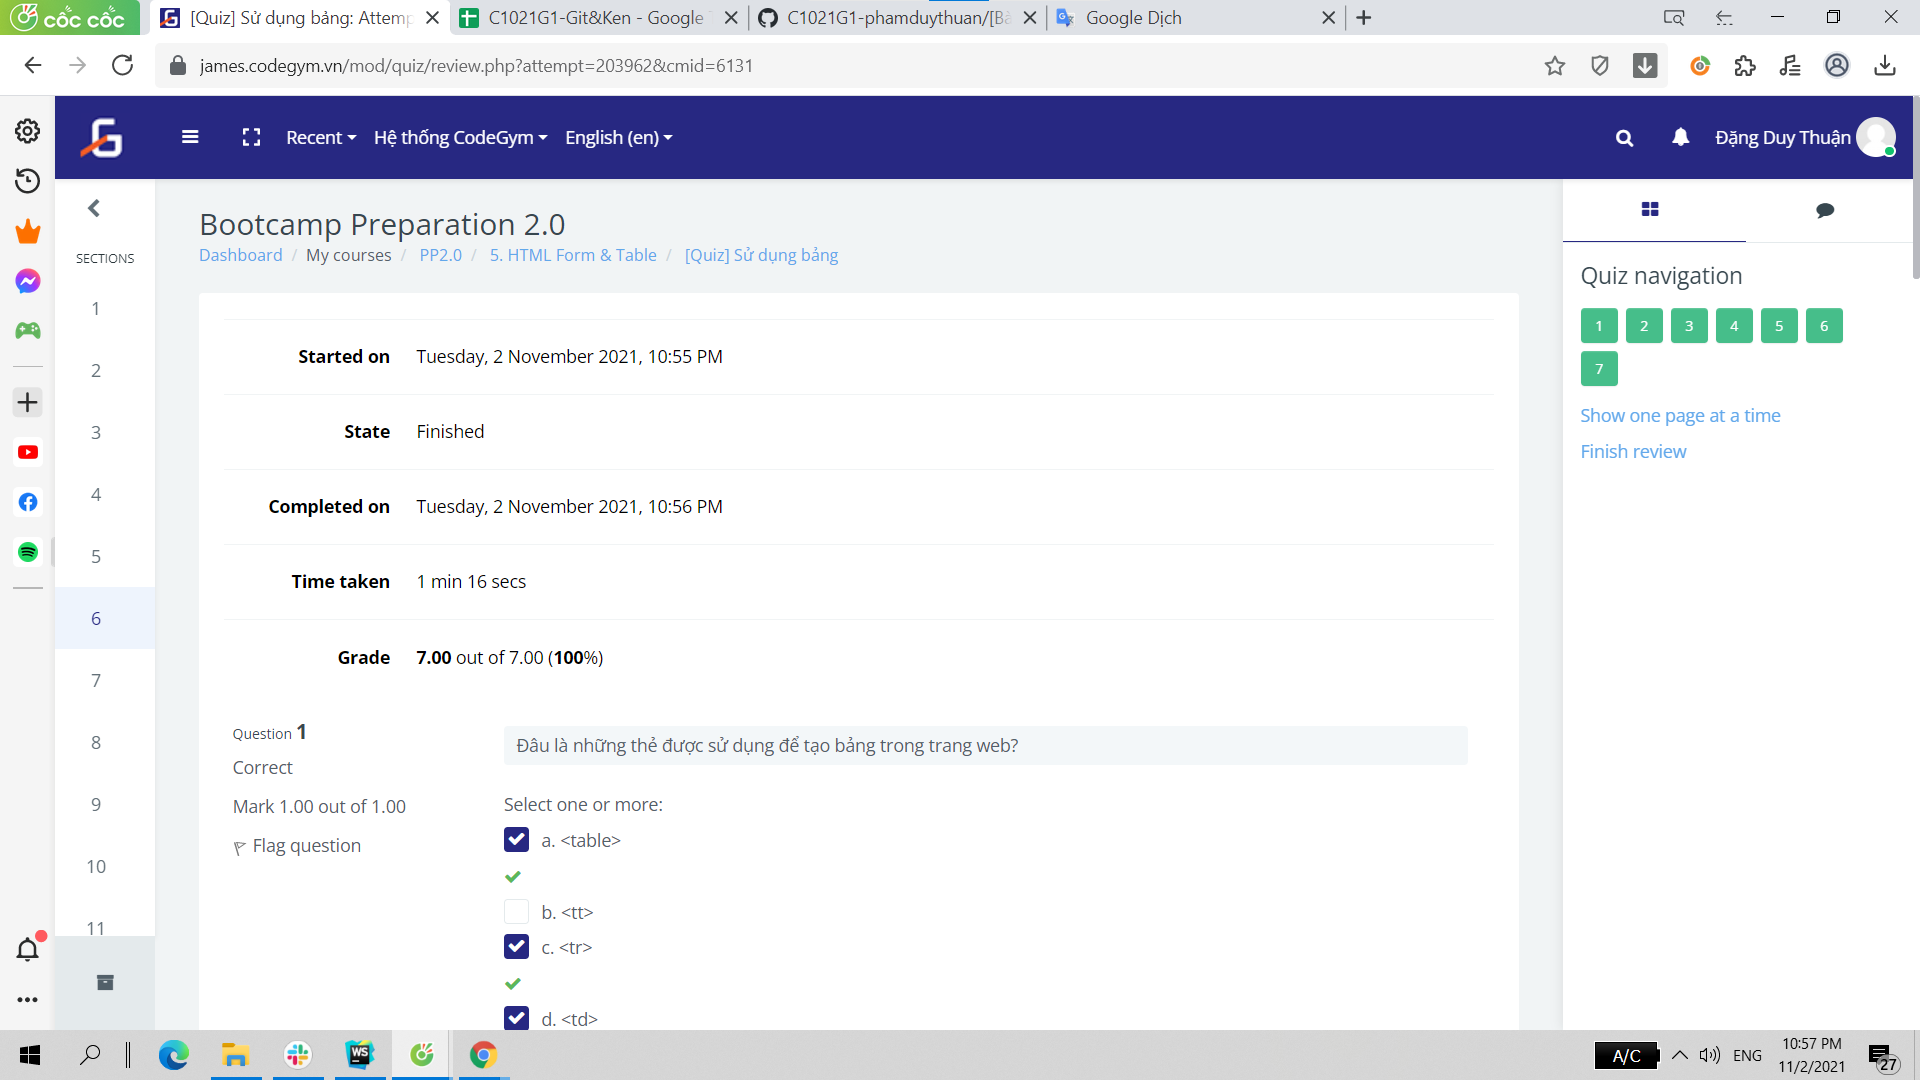 cốc cốc
[Quiz] Sử dụng bảng: Attemp
C1021G1-Git&Ken - Google T
C1021G1-phamduythuan/[Bà
Google Dịch
james.codegym.vn/mod/quiz/review.php?attempt=203962&cmid=6131
Recent
Hệ thống CodeGym
English (en)
Đặng Duy Thuận
SECTIONS
1
2
3
4
5
6
7
8
9
10
11
Bootcamp Preparation 2.0
Dashboard / My courses / PP2.0 / 5. HTML Form & Table / [Quiz] Sử dụng bảng
Started on Tuesday, 2 November 2021, 10:55 PM
State Finished
Completed on Tuesday, 2 November 2021, 10:56 PM
Time taken 1 min 16 secs
Grade 7.00 out of 7.00 (100%)
Question 1
Correct
Mark 1.00 out of 1.00
Flag question
Đâu là những thẻ được sử dụng để tạo bảng trong trang web?
Select one or more:
a. <table>
b. <tt>
c. <tr>
d. <td>
Quiz navigation
1 2 3 4 5 6
7
Show one page at a time
Finish review
WS
A/C
ENG
10:57 PM
11/2/2021
27